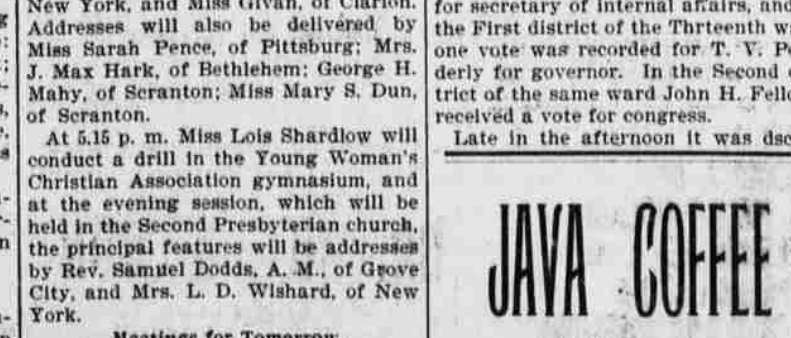 New York, and Miss Givan, of Clarion.
Addresses will also be delivered by
Miss Sarah Pence, of Pittsburg; Mrs.
J. Max Hark, of Bethlehem; George H.
Mahy, of Scranton; Miss Mary S. Dun,
of Scranton.
At 5.15 p. m. Miss Lois Shardlow will
conduct a drill in the Young Woman's
Christian Association gymnasium, and
at the evening session, which will be
held in the Second Presbyterian church,
the principal features will be addresses
by Rev. Samuel Dodds, A. M., of Grove
City, and Mrs. L. D. Wishard, of New
York.
Meetings for Tomorrow.
for secretary of internal affairs, and
the First district of the Thrteenth
one vote was recorded for T. V.
derly for governor. In the Second
trict of the same ward John H.
received a vote for congress.
Late in the afternoon it was
JAVA COFFEE